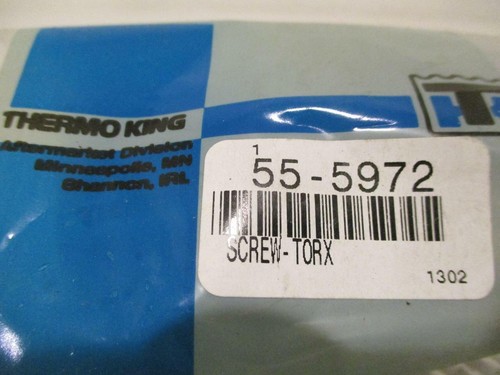 THERMO KING
Aftermarket Division
Minneapolis, MN
Shannon, IRL
1
55-5972
SCREW-TORX
1302